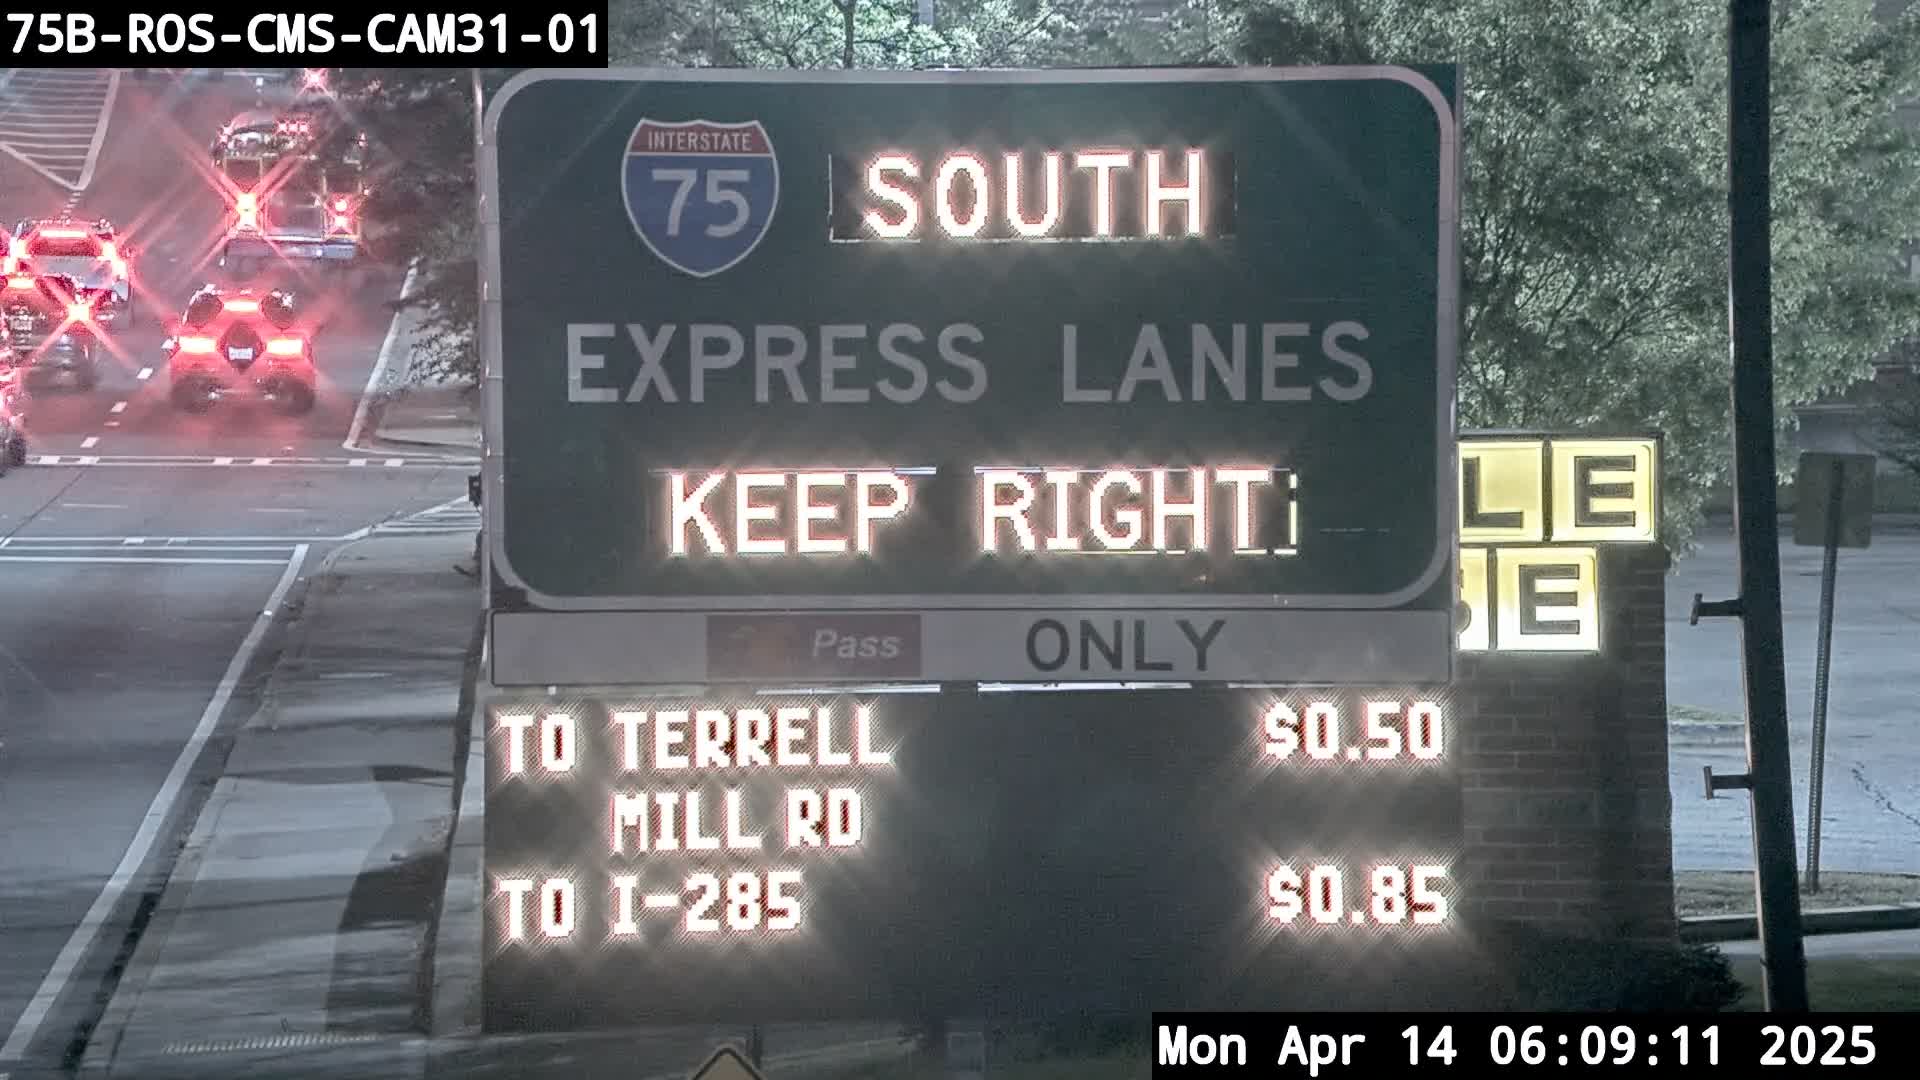 75B-ROS-CMS-CAM31-01
INTERSTATE
75
SOUTH
EXPRESS LANES
KEEP RIGHT
Pass ONLY
TO TERRELL $0.50
MILL RD
TO I-285 $0.85
LE
E
Mon Apr 14 06:09:11 2025